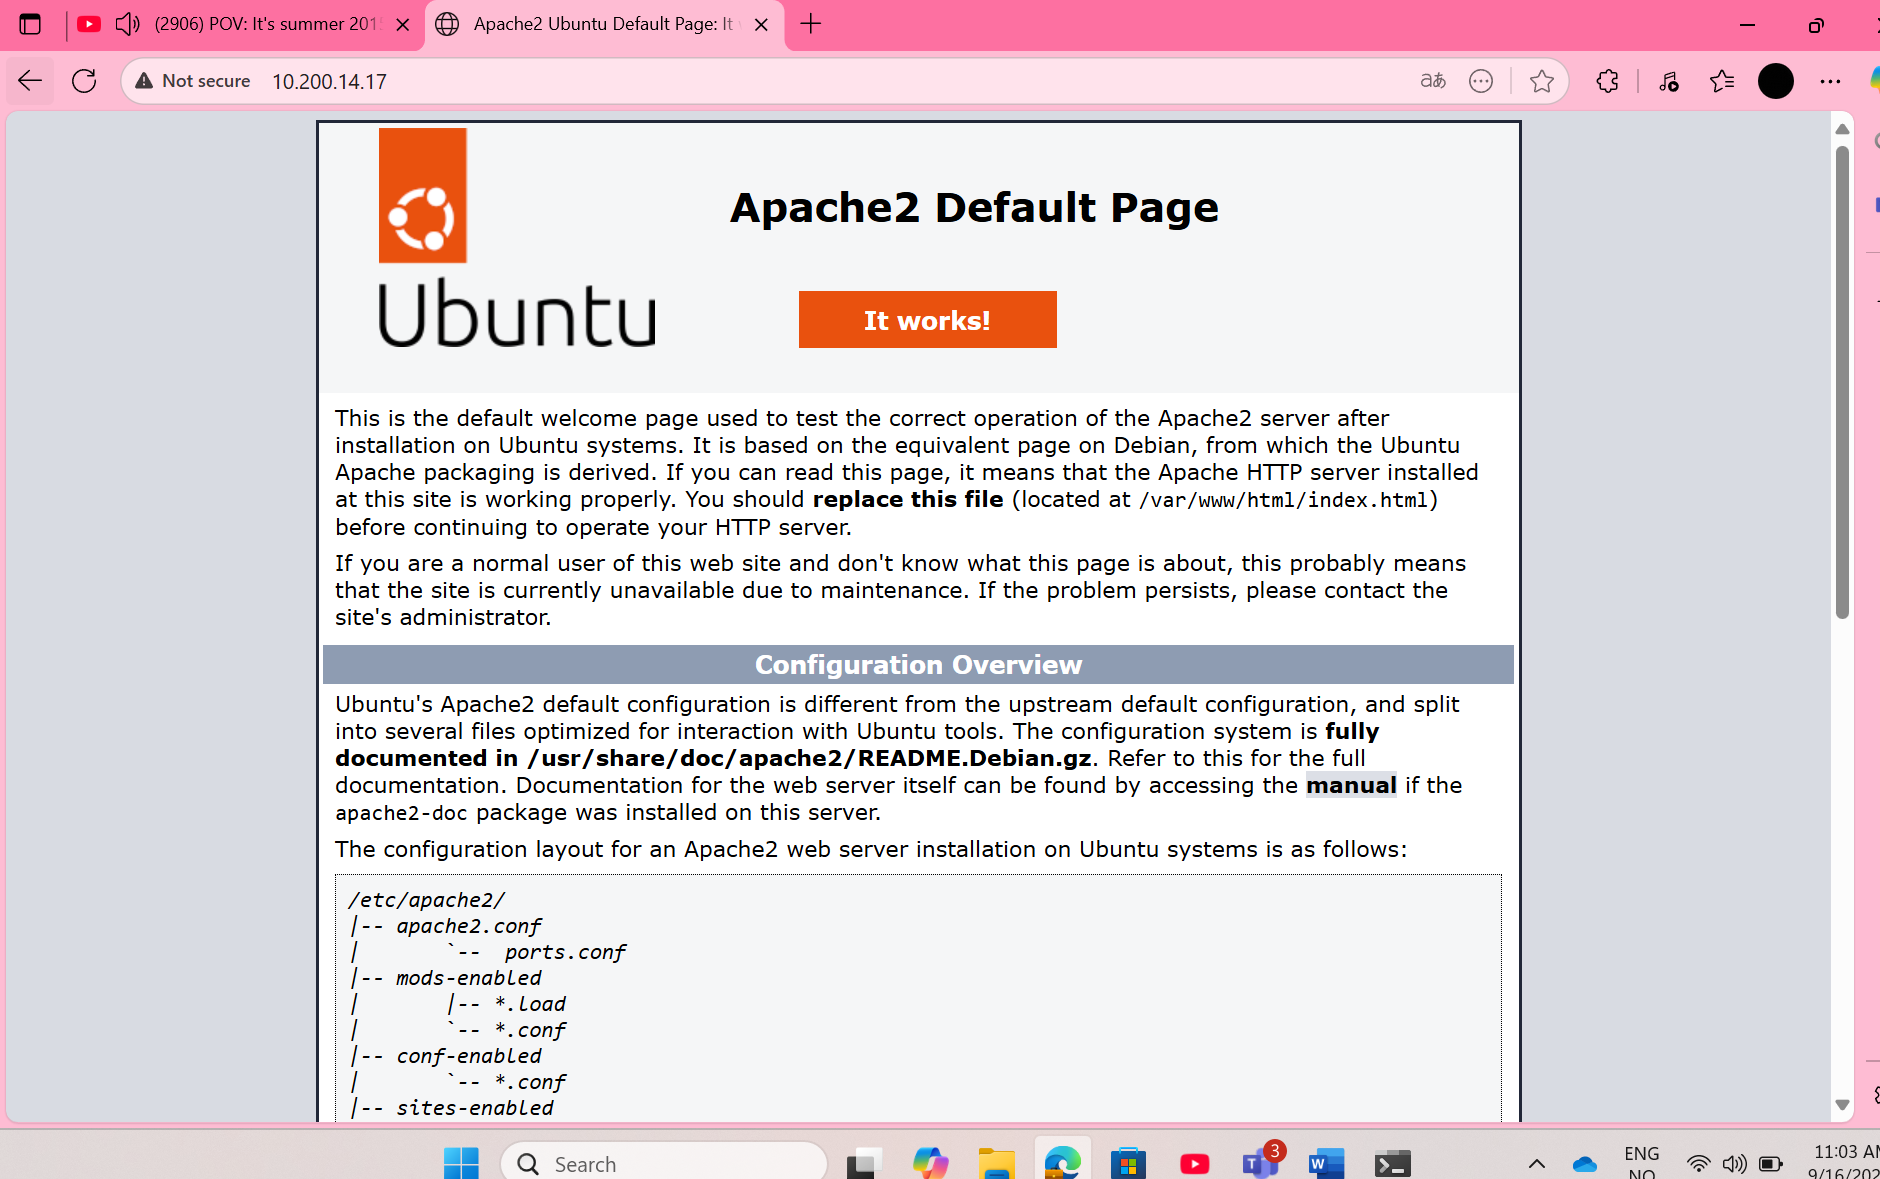 (2906) POV: It's summer 201
Apache2 Ubuntu Default Page: It
Not secure
10.200.14.17
aあ
Apache2 Default Page
Ubuntu
It works!
This is the default welcome page used to test the correct operation of the Apache2 server after
installation on Ubuntu systems. It is based on the equivalent page on Debian, from which the Ubuntu
Apache packaging is derived. If you can read this page, it means that the Apache HTTP server installed
at this site is working properly. You should replace this file (located at /var/www/html/index.html)
before continuing to operate your HTTP server.
If you are a normal user of this web site and don't know what this page is about, this probably means
that the site is currently unavailable due to maintenance. If the problem persists, please contact the
site's administrator.
Configuration Overview
Ubuntu's Apache2 default configuration is different from the upstream default configuration, and split
into several files optimized for interaction with Ubuntu tools. The configuration system is fully
documented in /usr/share/doc/apache2/README.Debian.gz. Refer to this for the full
documentation. Documentation for the web server itself can be found by accessing the manual if the
apache2-doc package was installed on this server.
The configuration layout for an Apache2 web server installation on Ubuntu systems is as follows:
/etc/apache2/
|-- apache2.conf
|       `--  ports.conf
|-- mods-enabled
|       |-- *.load
|       `-- *.conf
|-- conf-enabled
|       `-- *.conf
|-- sites-enabled
Search
3
T
W
ENG
NO
11:03 AM
9/16/202